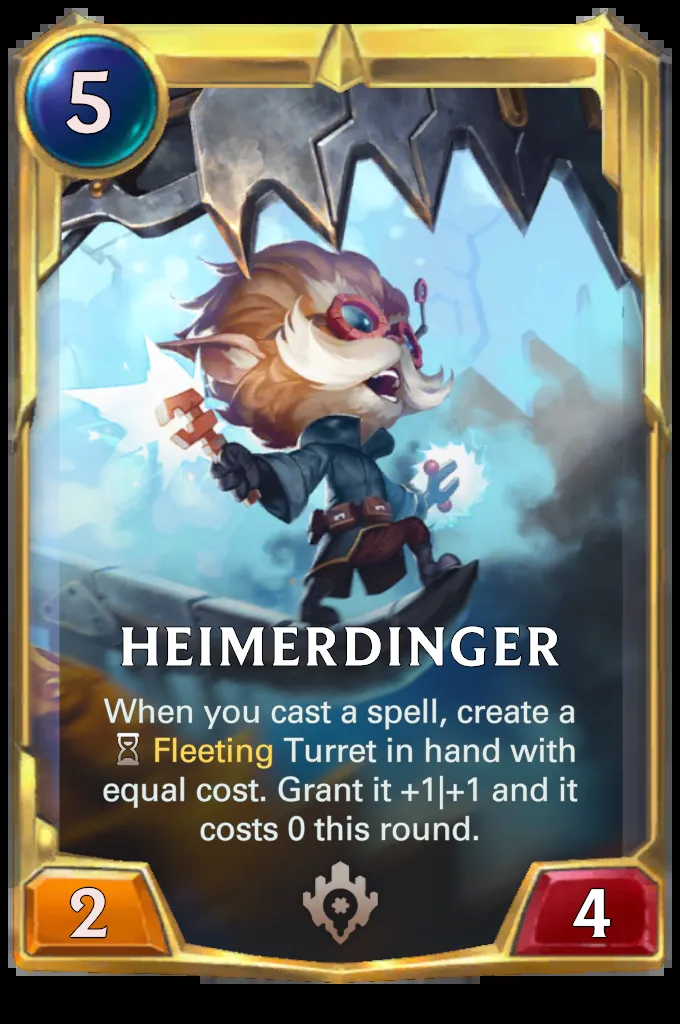 5
HEIMERDINGER
When you cast a spell, create a
Fleeting Turret in hand with
equal cost. Grant it +1|+1 and it
costs 0 this round.
2
4